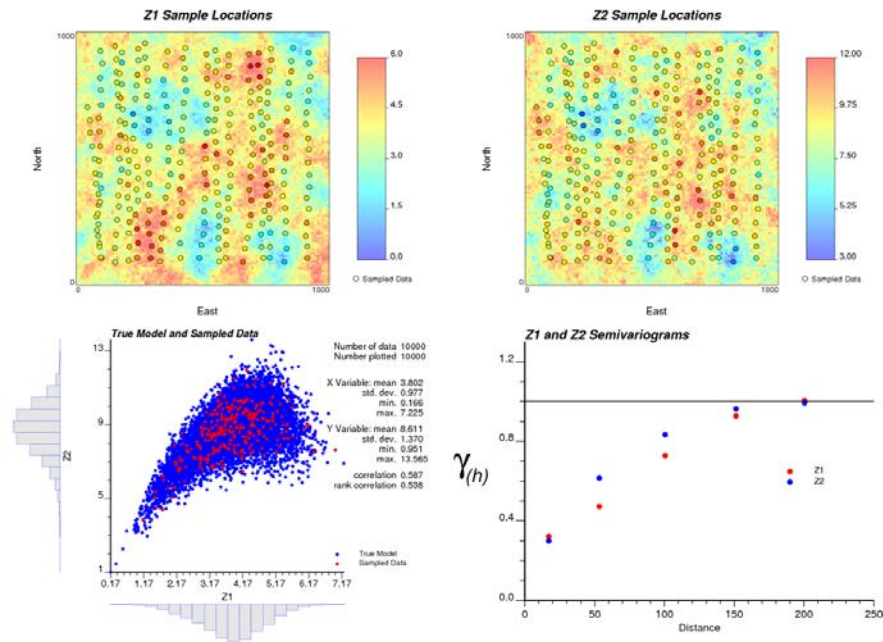 Z1 Sample Locations
1000
North
0
0
1000
East
6.0
4.5
3.0
1.5
0.0
Sampled Data
Z2 Sample Locations
1000
North
0
0
1000
East
12.00
9.75
7.50
5.25
3.00
Sampled Data
True Model and Sampled Data
Number of data 10000
Number plotted 10000
X Variable: mean 3.802
std. dev. 0.977
min. 0.166
max. 7.225
Y Variable: mean 8.611
std. dev. 1.370
min. 0.951
max. 13.565
correlation 0.587
rank correlation 0.538
True Model
Sampled Data
Z2
13
11
9
7
5
3
1
0.17 1.17 2.17 3.17 4.17 5.17 6.17 7.17
Z1
Z1 and Z2 Semivariograms
1.2
0.8
0.4
0.0
γ(h)
Z1
Z2
0 50 100 150 200 250
Distance